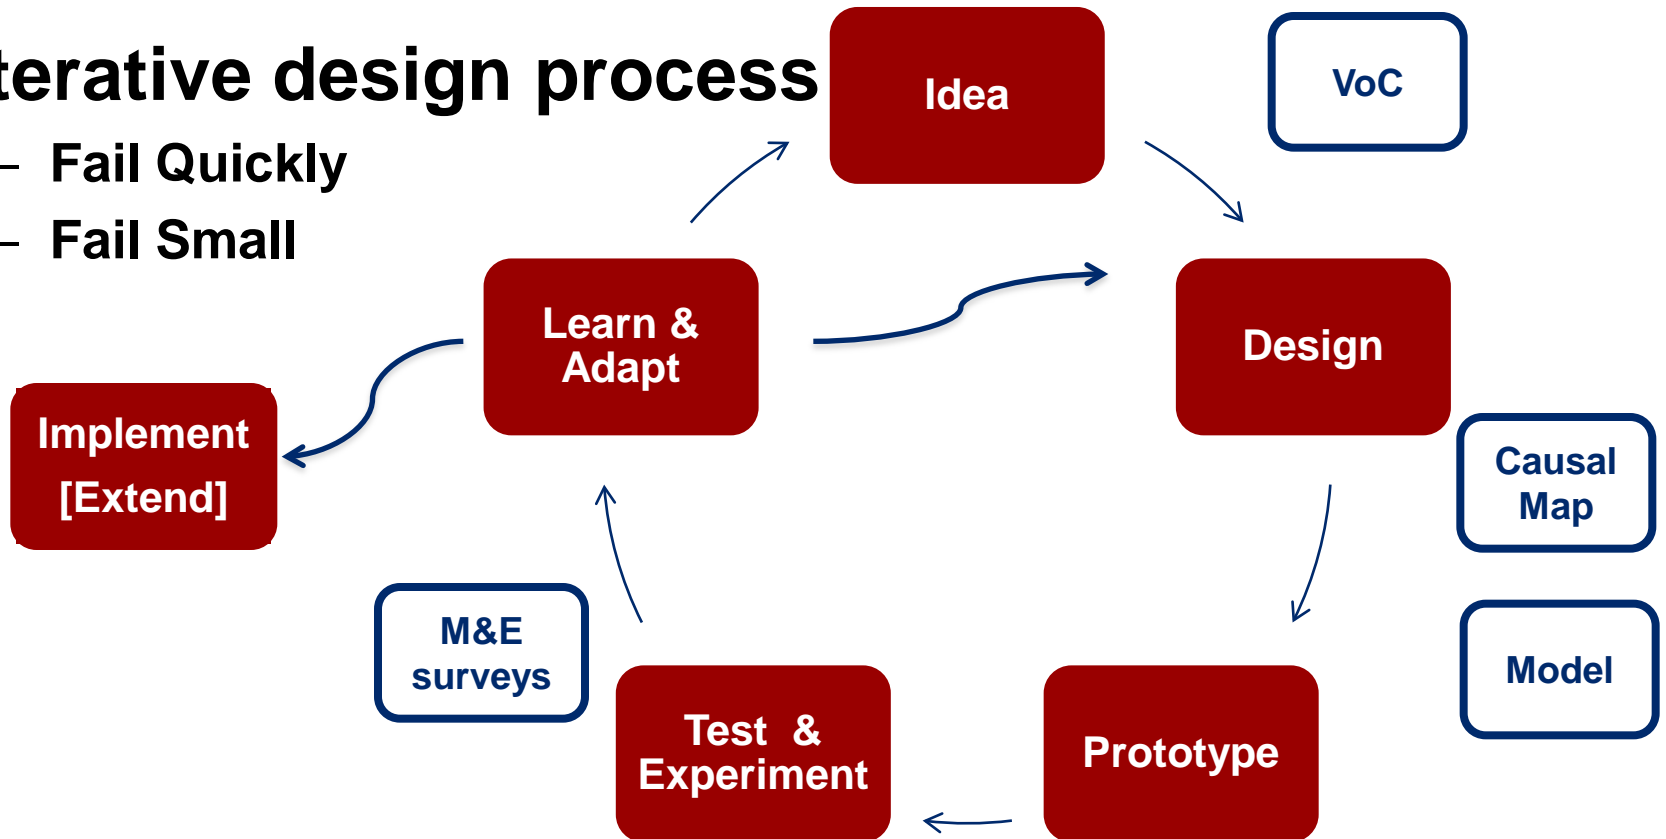 terative design process
– Fail Quickly
– Fail Small
Idea
VoC
Learn &
Adapt
Design
Implement
[Extend]
Causal
Map
M&E
surveys
Model
Test &
Experiment
Prototype